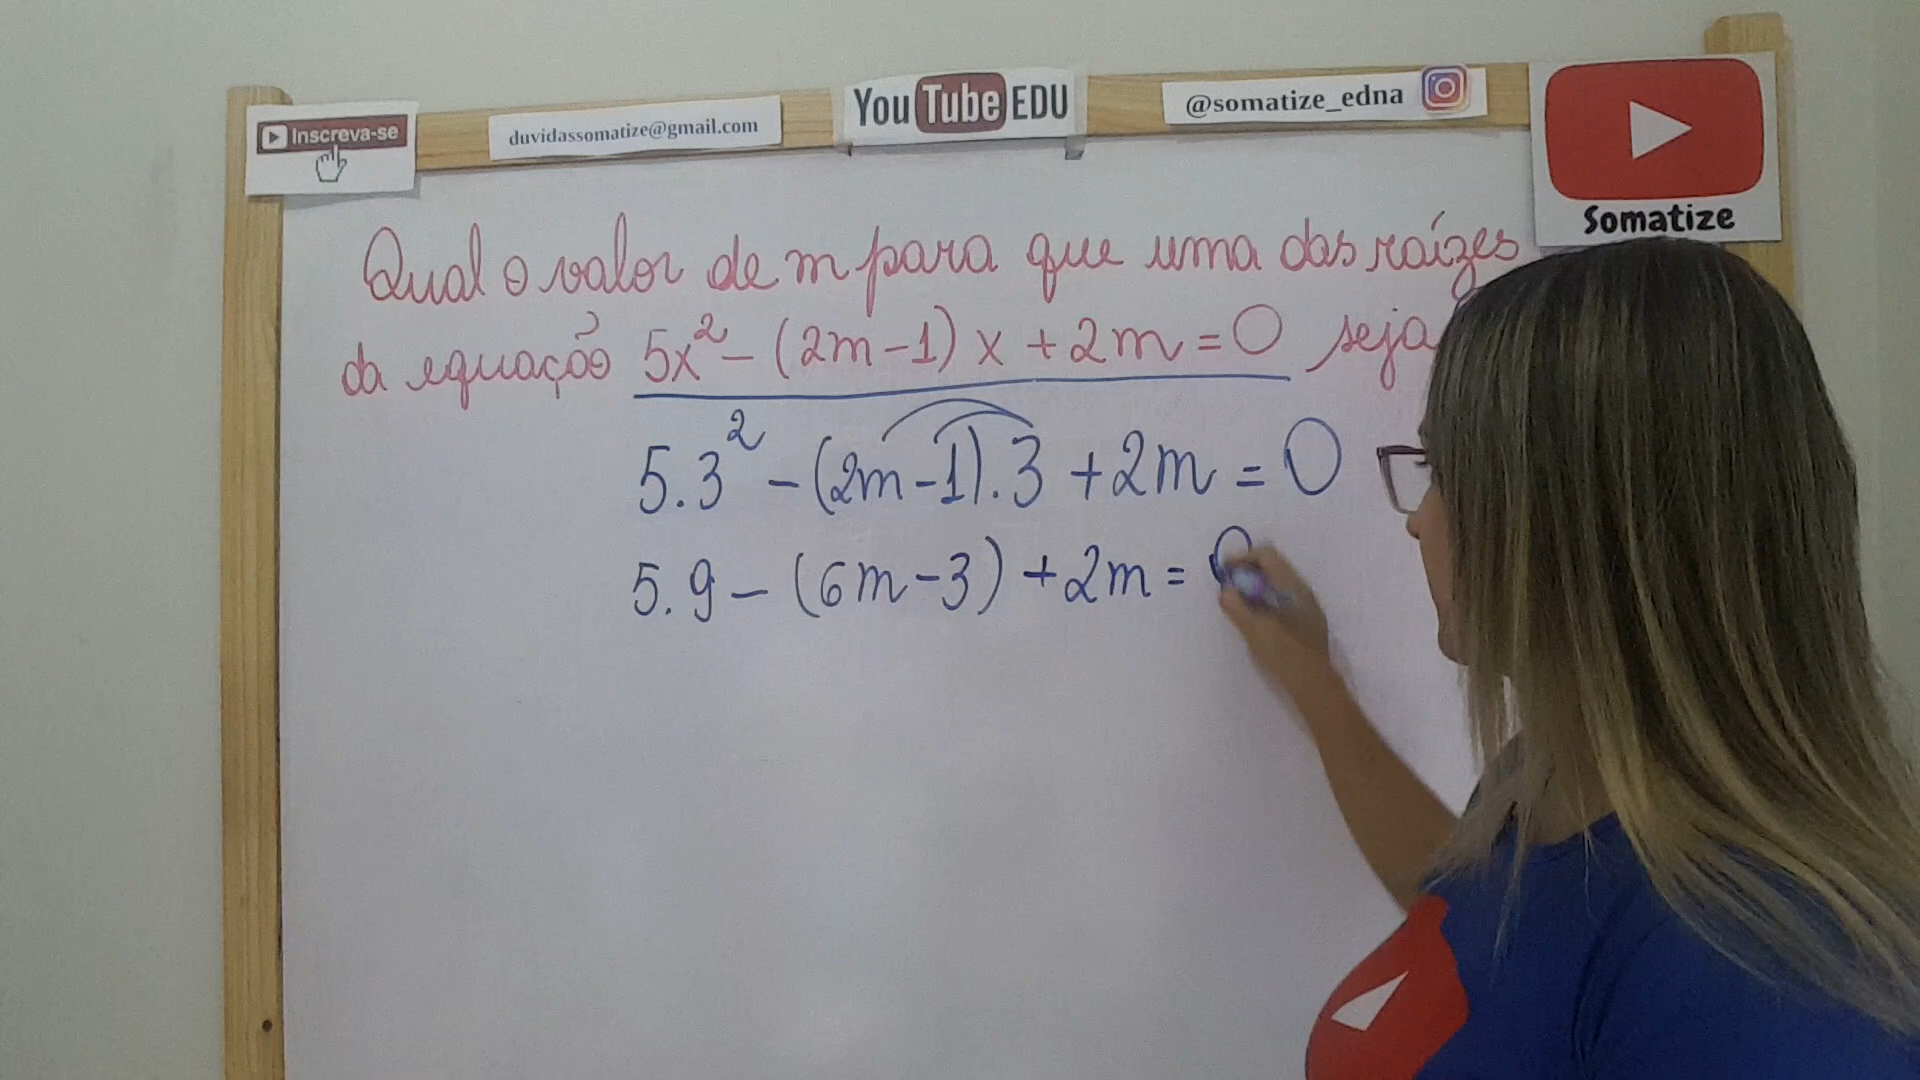 Inscreva-se
duvidassomatize@gmail.com
YouTube EDU
@somatize_edna
Somatize
Qual o valor de m para que uma das raízes
da equação 5x² - (2m-1) x + 2m = 0 seja
5.3² - (2m-1).3 + 2m = 0
5.9 - (6m-3) + 2m = 0